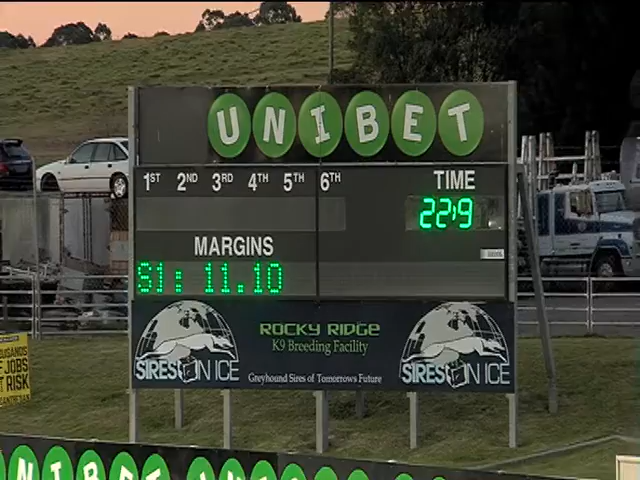 UNIBET
1ST 2ND 3RD 4TH 5TH 6TH TIME
22:9
MARGINS
S1: 11.10
ROCKY RIDGE
K9 Breeding Facility
SIRES ON ICE
Greyhound Sires of Tomorrows Future
SIRES ON ICE
JOBS
RISK
UNIBET